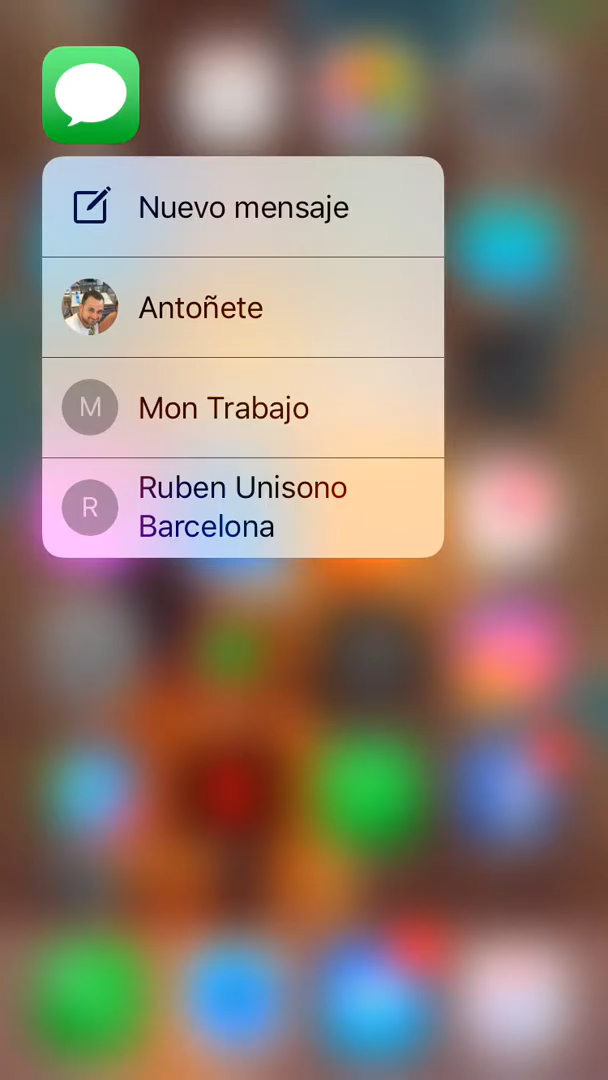 Nuevo mensaje
Antoñete
M
Mon Trabajo
R
Ruben Unisono
Barcelona